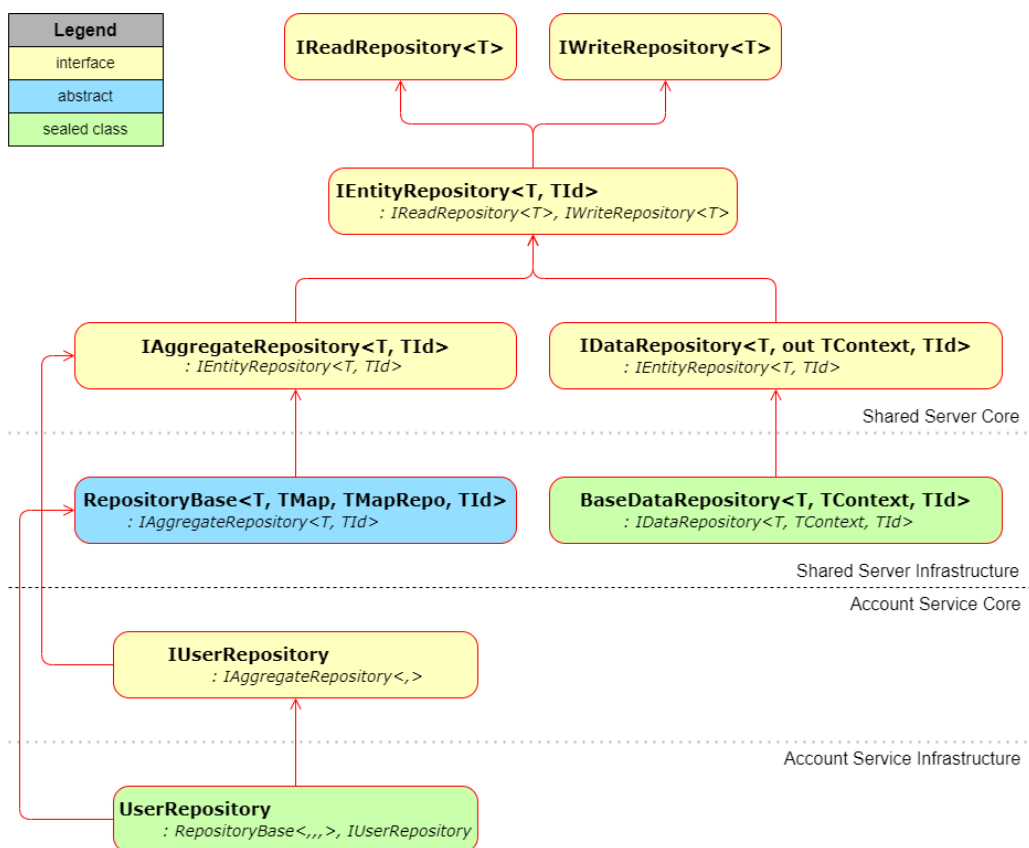 Legend
interface
abstract
sealed class
IReadRepository<T>
IWriteRepository<T>
IEntityRepository<T, TId>
: IReadRepository<T>, IWriteRepository<T>
IAggregateRepository<T, TId>
: IEntityRepository<T, TId>
IDataRepository<T, out TContext, TId>
: IEntityRepository<T, TId>
Shared Server Core
RepositoryBase<T, TMap, TMapRepo, TId>
: IAggregateRepository<T, TId>
BaseDataRepository<T, TContext, TId>
: IDataRepository<T, TContext, TId>
Shared Server Infrastructure
Account Service Core
IUserRepository
: IAggregateRepository<,>
Account Service Infrastructure
UserRepository
: RepositoryBase<,,,>, IUserRepository